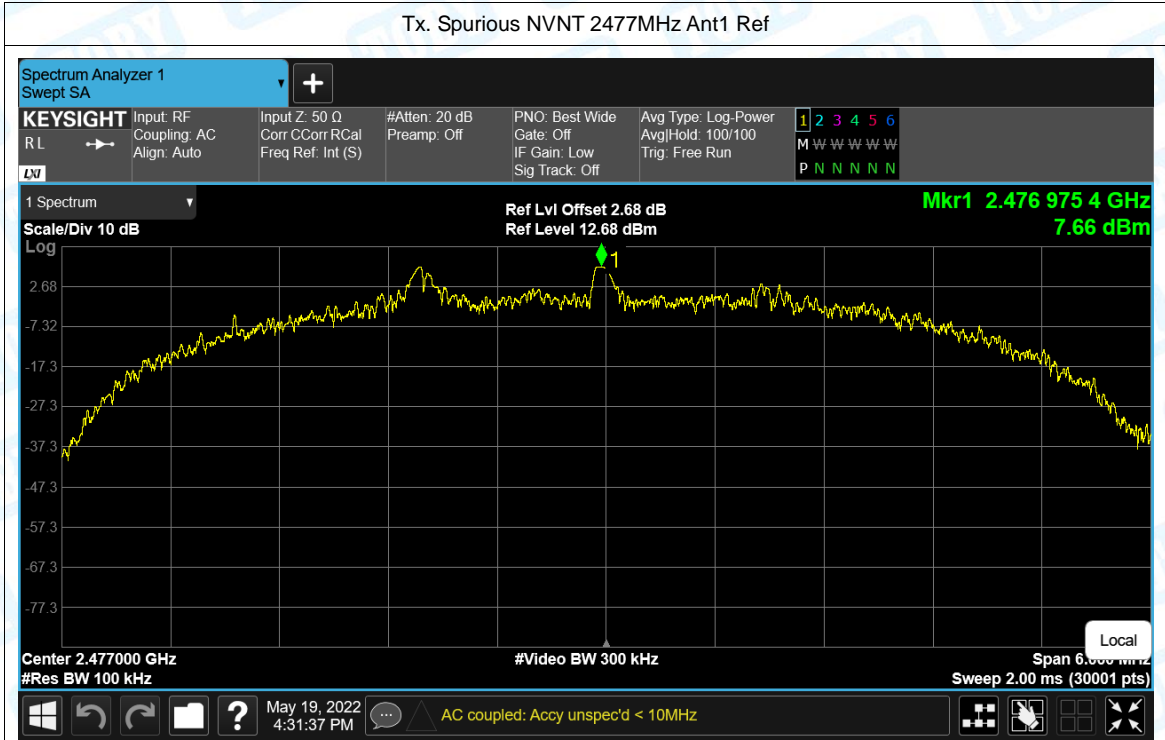 Tx. Spurious NVNT 2477MHz Ant1 Ref
Spectrum Analyzer 1
Swept SA
+
KEYSIGHT
R L
LXI
Input: RF
Coupling: AC
Align: Auto
Input Z: 50 Ω
Corr CCorr RCal
Freq Ref: Int (S)
#Atten: 20 dB
Preamp: Off
PNO: Best Wide
Gate: Off
IF Gain: Low
Sig Track: Off
Avg Type: Log-Power
Avg|Hold: 100/100
Trig: Free Run
1 2 3 4 5 6
M W W W W W W
P N N N N N N
1 Spectrum
Scale/Div 10 dB
Log
Ref Lvl Offset 2.68 dB
Ref Level 12.68 dBm
Mkr1 2.476 975 4 GHz
7.66 dBm
1
2.68
-7.32
-17.3
-27.3
-37.3
-47.3
-57.3
-67.3
-77.3
Local
Center 2.477000 GHz
#Video BW 300 kHz
Span
#Res BW 100 kHz
Sweep 2.00 ms (30001 pts)
?
May 19, 2022
4:31:37 PM
AC coupled: Accy unspec'd < 10MHz